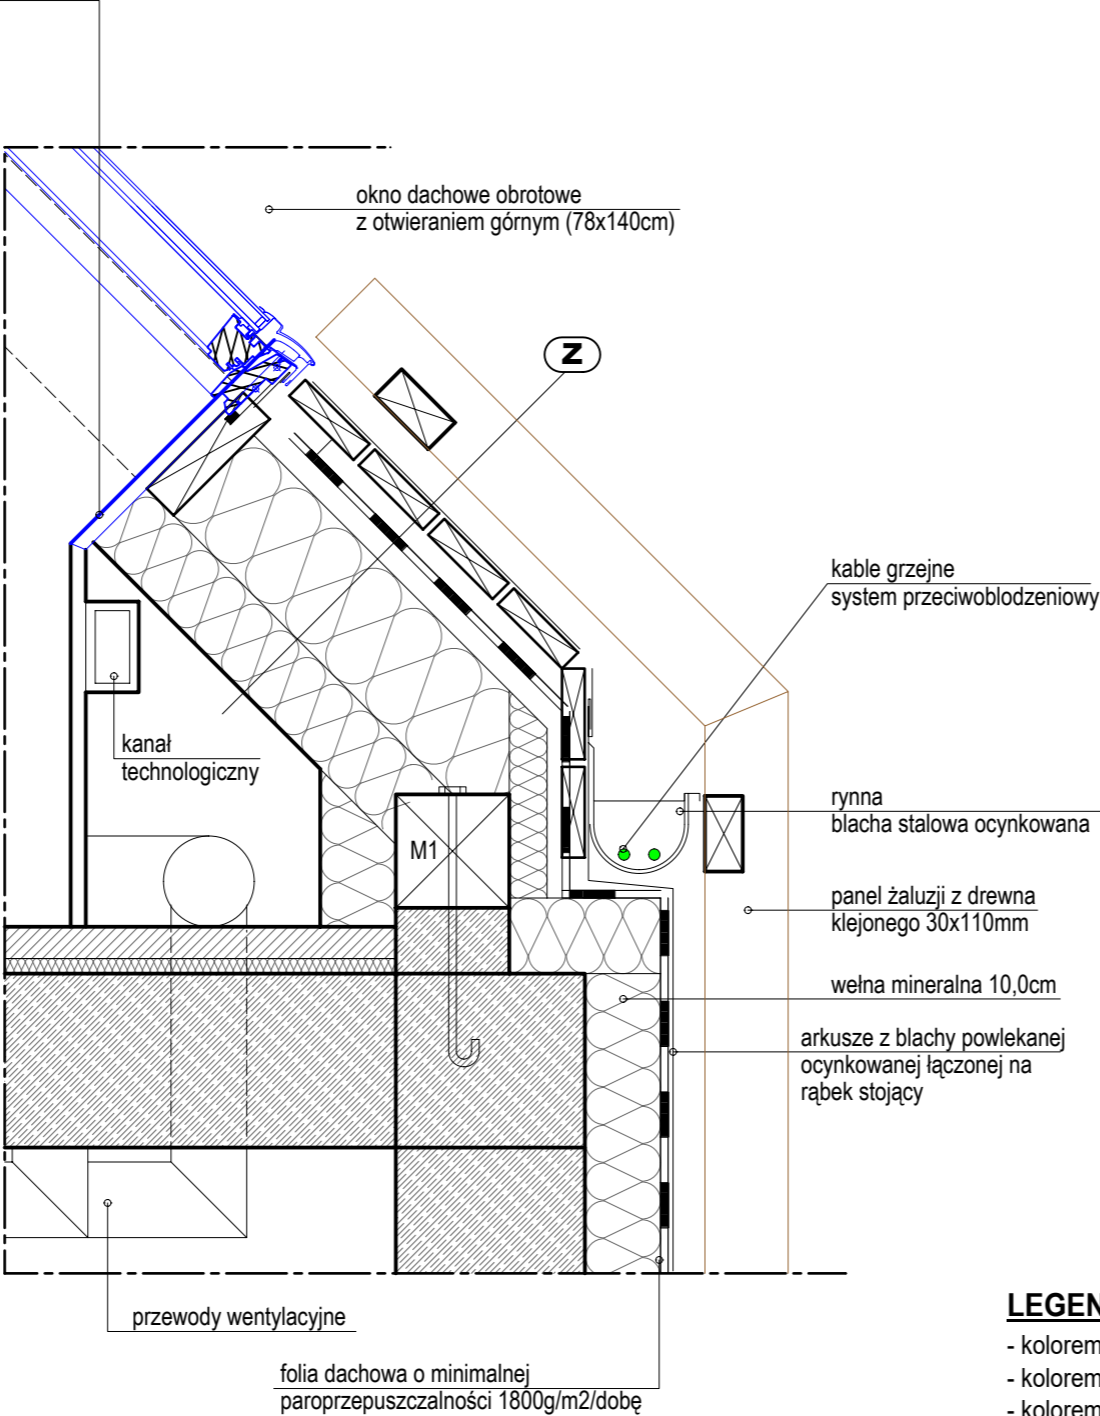 okno dachowe obrotowe
z otwieraniem górnym (78x140cm)
Z
kable grzejne
system przeciwoblodzeniowy
kanał
technologiczny
rynna
blacha stalowa ocynkowana
M1
panel żaluzji z drewna
klejonego 30x110mm
wełna mineralna 10,0cm
arkusze z blachy powlekanej
ocynkowanej łączonej na
rąbek stojący
przewody wentylacyjne
folia dachowa o minimalnej
paroprzepuszczalności 1800g/m2/dobę
LEGEN
- kolorem
- kolorem
- kolorem